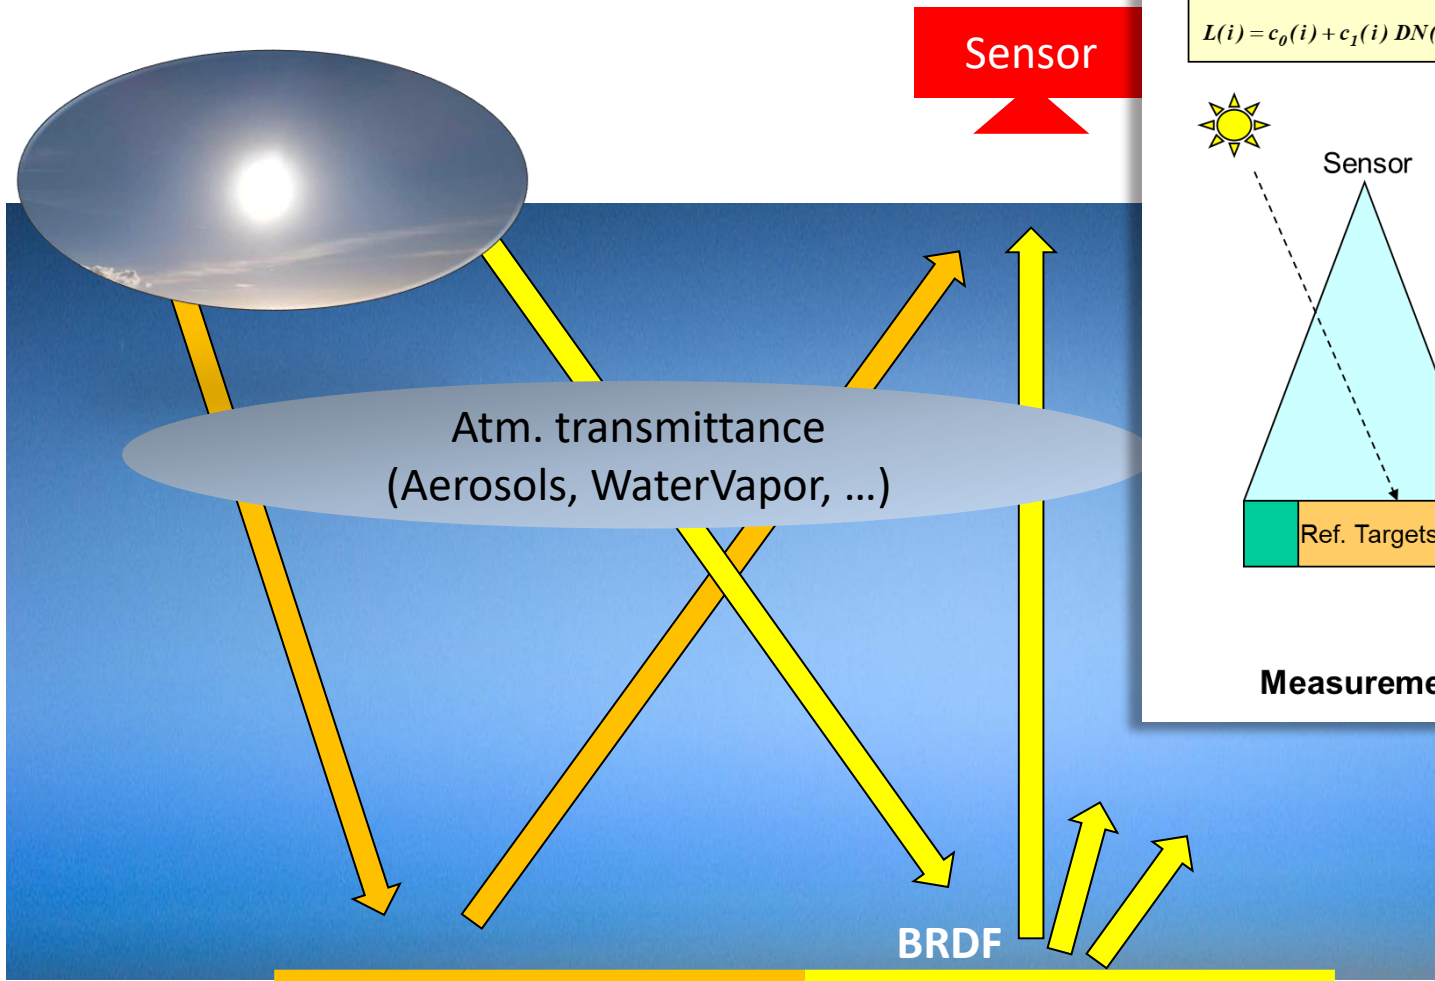 Sensor
L(i) = c0(i) + c1(i) DN(
Sensor
Atm. transmittance
(Aerosols, WaterVapor, ...)
Ref. Targets
Measureme
BRDF